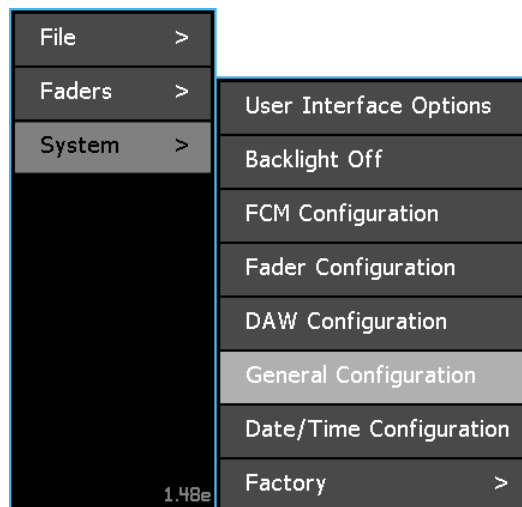 File >
Faders >
System >
User Interface Options
Backlight Off
FCM Configuration
Fader Configuration
DAW Configuration
General Configuration
Date/Time Configuration
Factory >
1.48e